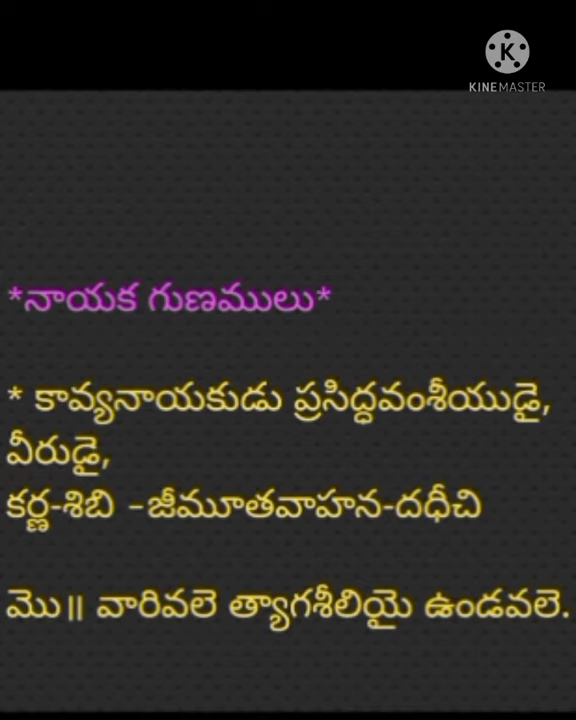 KINEMASTER
*నాయక గుణములు*
* కావ్యనాయకుడు ప్రసిద్ధవంశీయుడై,
వీరుడై,
కర్ణ-శిబి -జీమూతవాహన-దధీచి
మొ॥ వారివలె త్యాగశీలియై ఉండవలె.